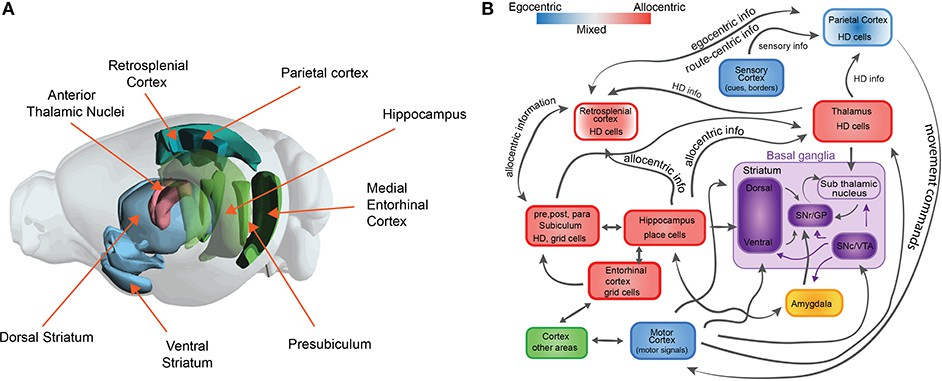 A
Retrosplenial
Cortex
Parietal cortex
Anterior
Thalamic Nuclei
Hippocampus
Medial
Entorhinal
Cortex
Dorsal Striatum
Ventral
Striatum
Presubiculum
B
Egocentric
Allocentric
Mixed
egocentric info
route-centric info
sensory info
Parietal Cortex
HD cells
Sensory
Cortex
(cues, borders)
HD info
HD info
Retrosplenial
cortex
HD cells
Thalamus
HD cells
allocentric information
allocentric info
allocentric info
movement commands
Basal ganglia
Striatum
Dorsal
Ventral
Sub thalamic
nucleus
SNr/GP
SNc/VTA
pre,post, para
Subiculum
HD, grid cells
Hippocampus
place cells
Entorhinal
cortex
grid cells
Amygdala
Cortex
other areas
Motor
Cortex
(motor signals)